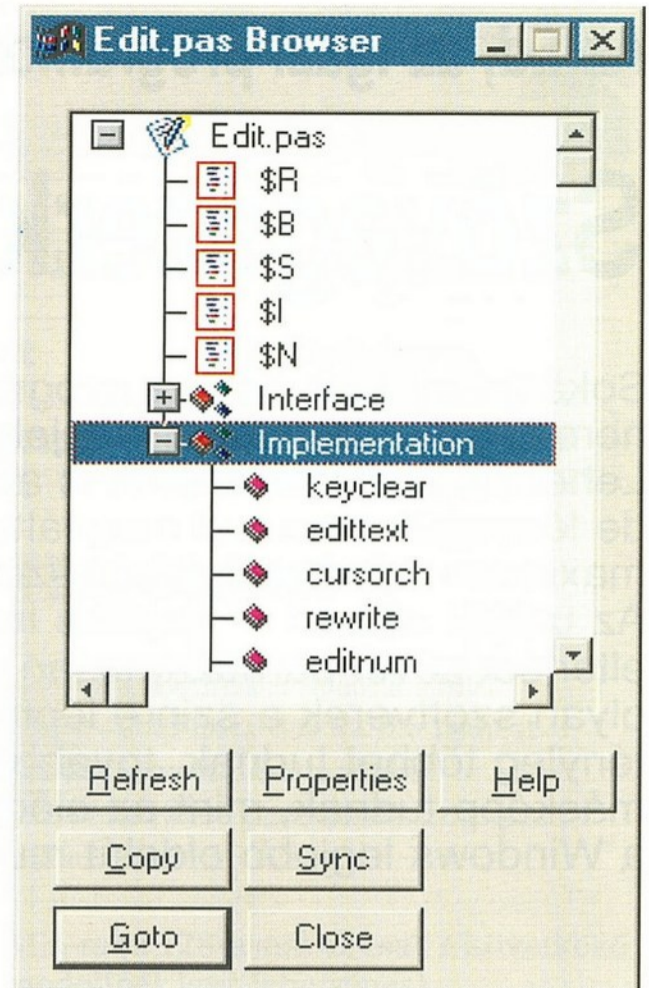 Edit.pas Browser
Edit.pas
$R
$B
$S
$I
$N
Interface
Implementation
keyclear
edittext
cursorch
rewrite
editnum
Refresh Properties Help
Copy Sync
Goto Close